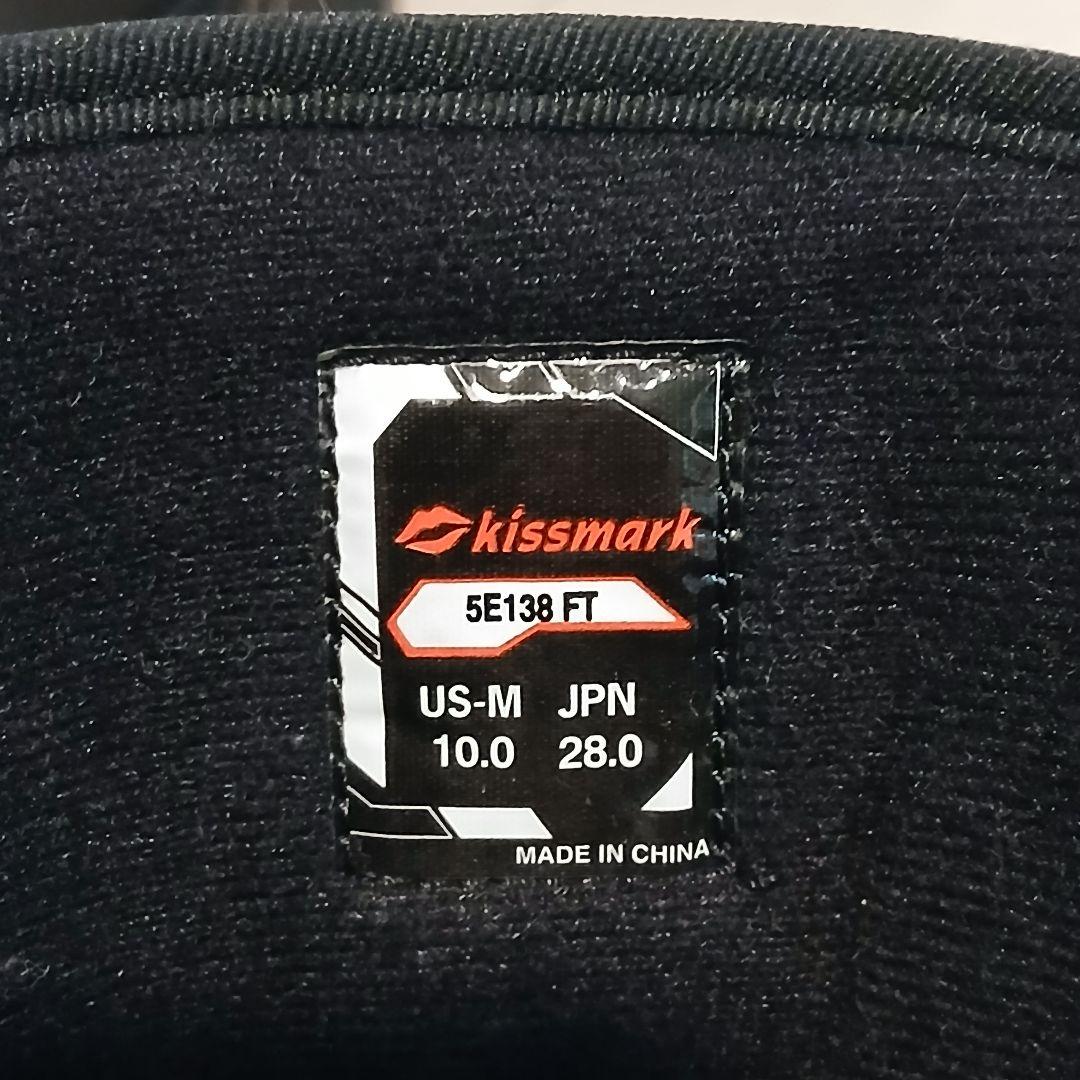 kissmark
5E138 FT
US-M JPN
10.0 28.0
MADE IN CHINA